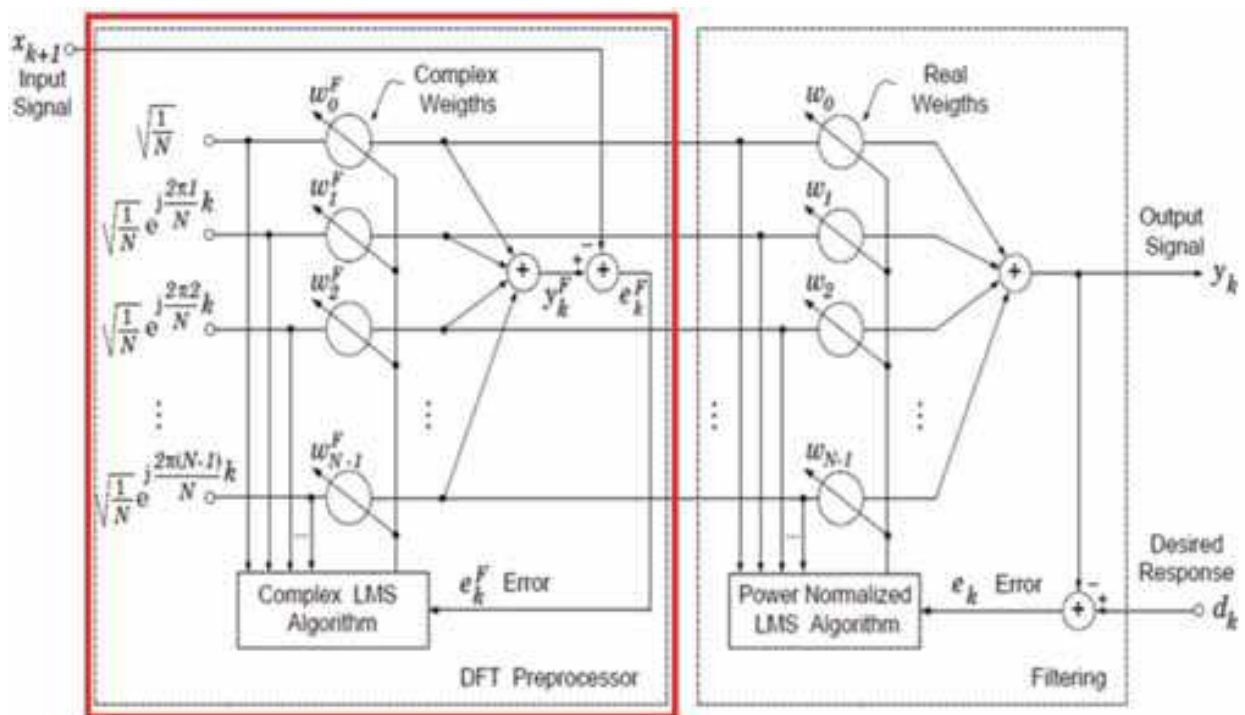 x_{k+1}
Input
Signal
Complex
Weigths
Real
Weigths
w_0^F
w_0
√(1/N)
w_1^F
w_1
√(1/N) e^{j(2π1/N)k}
Output
Signal
+
−
+
+
+
y_k^F
e_k^F
y_k
w_2^F
w_2
√(1/N) e^{j(2π2/N)k}
⋮
⋮
⋮
⋮
w_{N-1}^F
w_{N-1}
√(1/N) e^{j(2π(N-1)/N)k}
...
...
Desired
Response
e_k^F Error
e_k Error
−
+
+
d_k
Complex LMS
Algorithm
Power Normalized
LMS Algorithm
DFT Preprocessor
Filtering